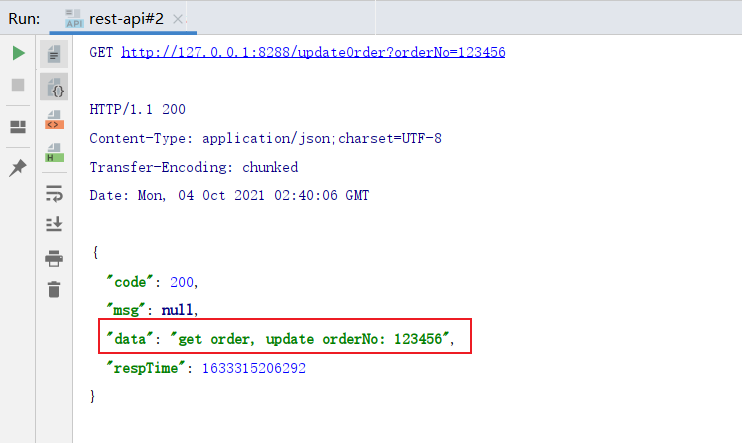 Run: rest-api#2
API
GET http://127.0.0.1:8288/updateOrder?orderNo=123456
HTTP/1.1 200
Content-Type: application/json;charset=UTF-8
Transfer-Encoding: chunked
Date: Mon, 04 Oct 2021 02:40:06 GMT
{
"code": 200,
"msg": null,
"data": "get order, update orderNo: 123456",
"respTime": 1633315206292
}